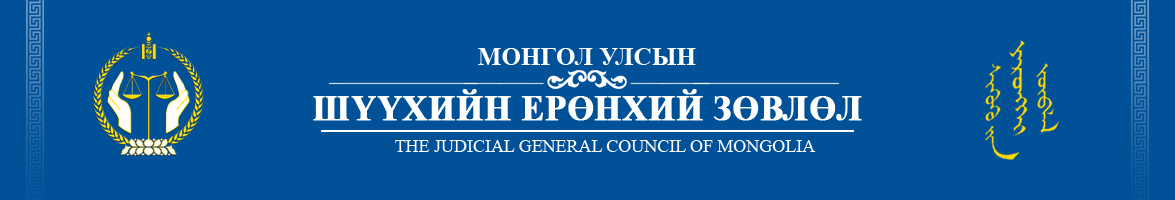 МОНГОЛ УЛСЫН
ШҮҮХИЙН ЕРӨНХИЙ ЗӨВЛӨЛ
THE JUDICIAL GENERAL COUNCIL OF MONGOLIA